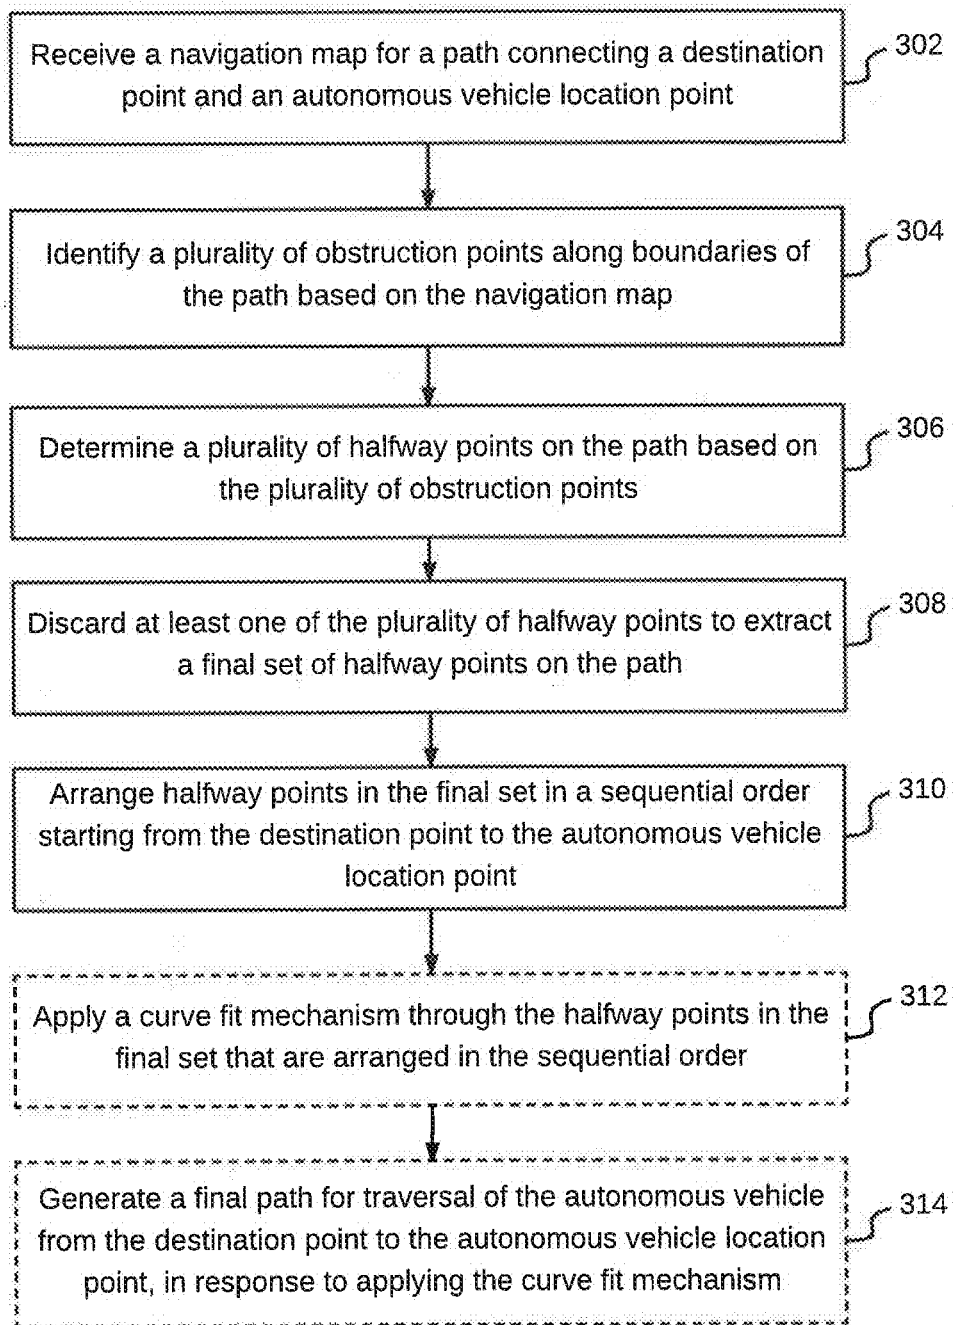 Receive a navigation map for a path connecting a destination
point and an autonomous vehicle location point
302
Identify a plurality of obstruction points along boundaries of
the path based on the navigation map
304
Determine a plurality of halfway points on the path based on
the plurality of obstruction points
306
Discard at least one of the plurality of halfway points to extract
a final set of halfway points on the path
308
Arrange halfway points in the final set in a sequential order
starting from the destination point to the autonomous vehicle
location point
310
Apply a curve fit mechanism through the halfway points in the
final set that are arranged in the sequential order
312
Generate a final path for traversal of the autonomous vehicle
from the destination point to the autonomous vehicle location
point, in response to applying the curve fit mechanism
314